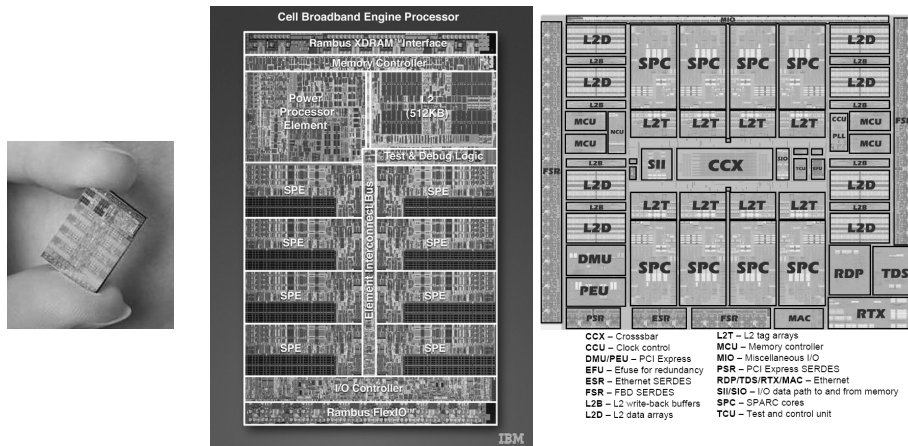 Cell Broadband Engine Processor
Rambus XDRAM™ Interface
Memory Controller
Power
Processor
Element
L2
(512KB)
Test & Debug Logic
SPE
SPE
SPE
SPE
SPE
SPE
SPE
SPE
Element Interconnect Bus
I/O Controller
Rambus FlexIO™
IBM
MIO
L2D
SPC
SPC
SPC
SPC
L2D
L2B
L2B
L2D
L2D
L2B
L2B
MCU
NCU
L2T
L2T
L2T
L2T
CCU
PLL
MCU
FSR
MCU
MCU
FSR
L2B
SII
CCX
SIO
TCU
EFU
L2B
L2D
L2D
L2B
L2T
L2T
L2T
L2T
L2B
L2D
L2D
DMU
SPC
SPC
SPC
SPC
RDP
TDS
PEU
PSR
ESR
FSR
MAC
RTX
CCX – Crosssbar
CCU – Clock control
DMU/PEU – PCI Express
EFU – Efuse for redundancy
ESR – Ethernet SERDES
FSR – FBD SERDES
L2B – L2 write-back buffers
L2D – L2 data arrays
L2T – L2 tag arrays
MCU – Memory controller
MIO – Miscellaneous I/O
PSR – PCI Express SERDES
RDP/TDS/RTX/MAC – Ethernet
SII/SIO – I/O data path to and from memory
SPC – SPARC cores
TCU – Test and control unit